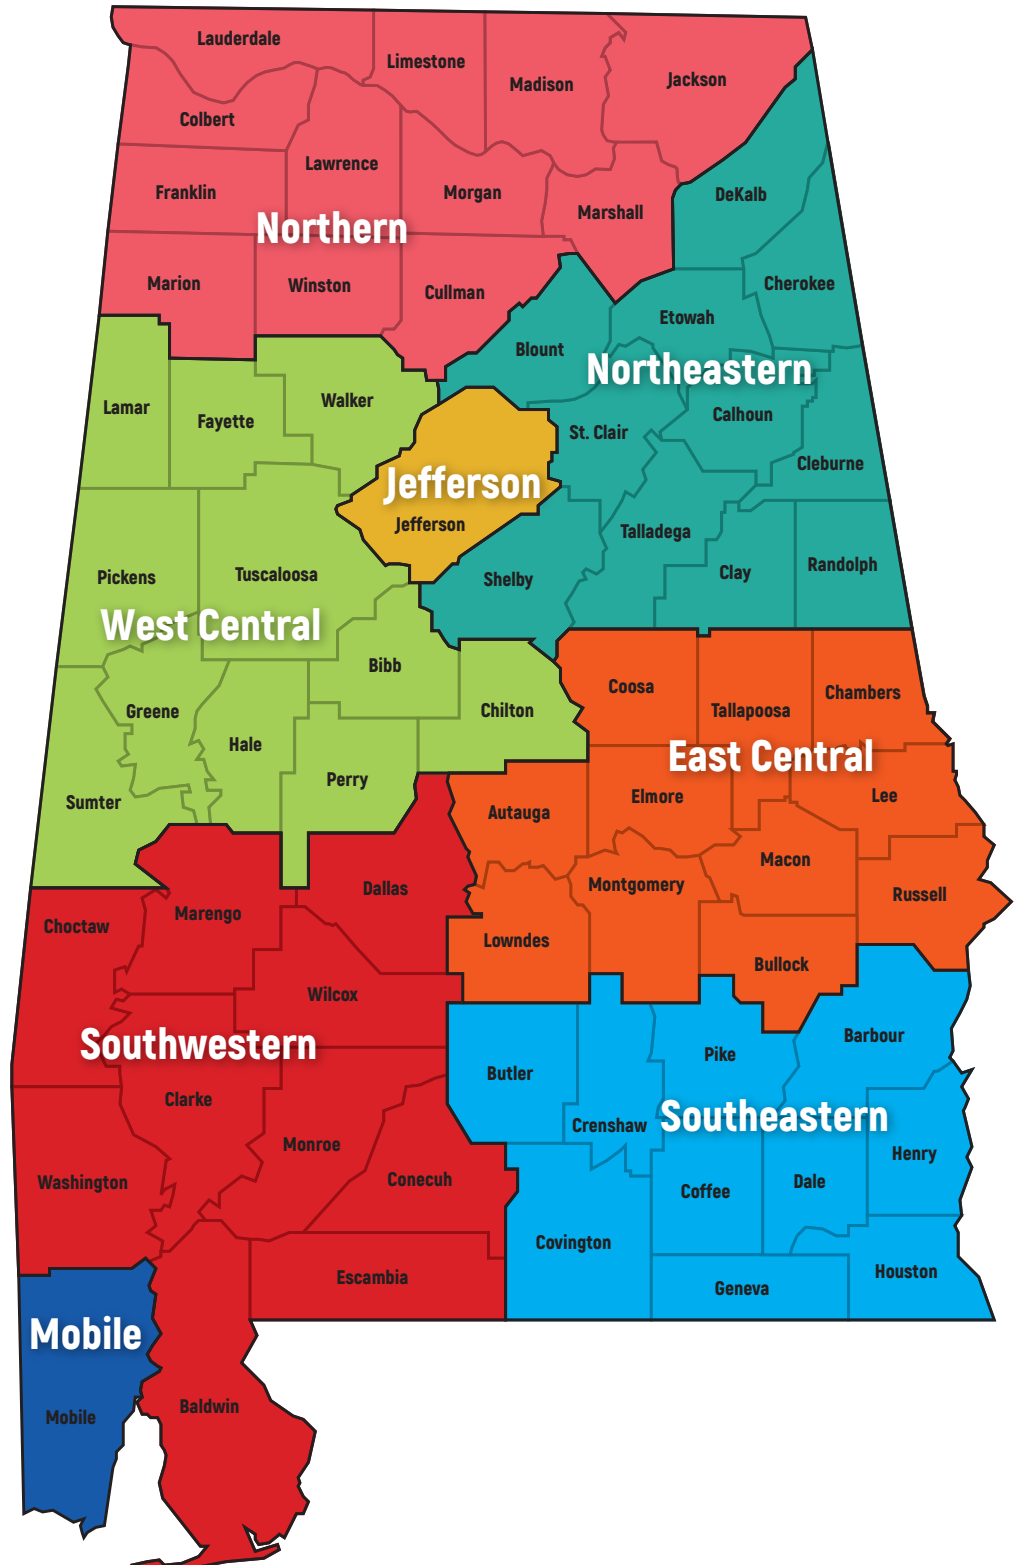 Lauderdale
Limestone
Madison
Jackson
Colbert
Lawrence
Franklin
Morgan
DeKalb
Marshall
Northern
Marion
Winston
Cullman
Cherokee
Etowah
Blount
Northeastern
Lamar
Fayette
Walker
Calhoun
St. Clair
Cleburne
Jefferson
Jefferson
Talladega
Pickens
Tuscaloosa
Shelby
Clay
Randolph
West Central
Bibb
Coosa
Chambers
Greene
Chilton
Tallapoosa
Hale
East Central
Perry
Sumter
Autauga
Elmore
Lee
Macon
Dallas
Montgomery
Russell
Choctaw
Marengo
Lowndes
Bullock
Wilcox
Southwestern
Barbour
Pike
Butler
Clarke
Crenshaw
Southeastern
Monroe
Henry
Washington
Conecuh
Coffee
Dale
Covington
Escambia
Geneva
Houston
Mobile
Mobile
Baldwin